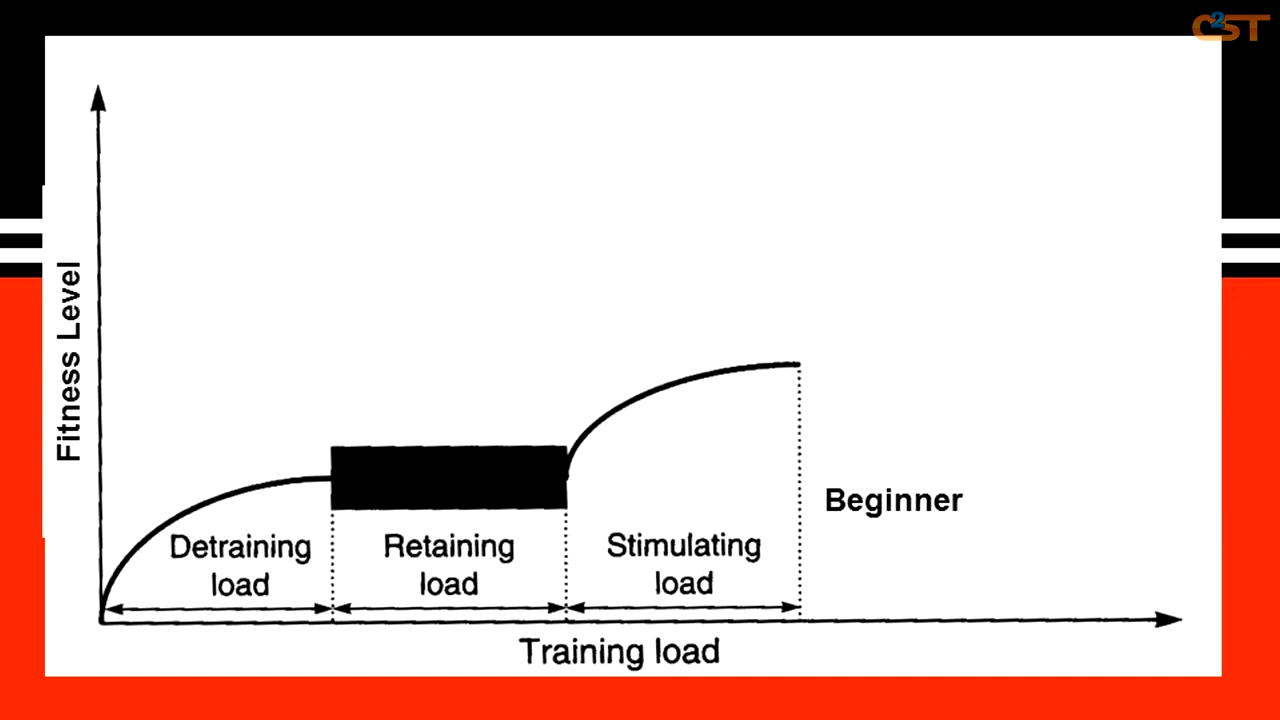 C2ST
Fitness Level
Beginner
Detraining
load
Retaining
load
Stimulating
load
Training load